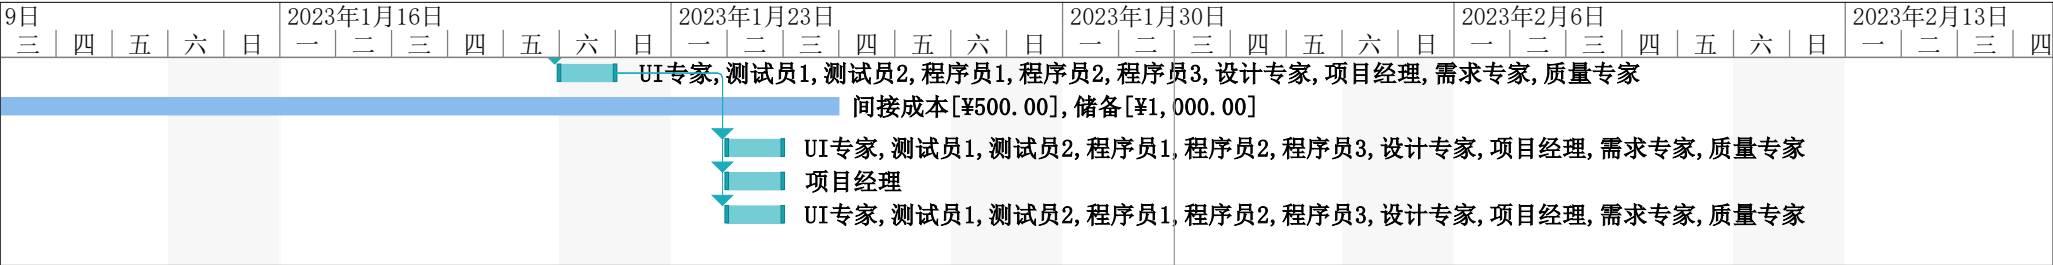 9日 2023年1月16日 2023年1月23日 2023年1月30日 2023年2月6日 2023年2月13日
三 四 五 六 日 一 二 三 四 五 六 日 一 二 三 四 五 六 日 一 二 三 四 五 六 日 一 二 三 四 五 六 日 一 二 三 四
UI专家,测试员1,测试员2,程序员1,程序员2,程序员3,设计专家,项目经理,需求专家,质量专家
间接成本[¥500.00],储备[¥1,000.00]
UI专家,测试员1,测试员2,程序员1,程序员2,程序员3,设计专家,项目经理,需求专家,质量专家
项目经理
UI专家,测试员1,测试员2,程序员1,程序员2,程序员3,设计专家,项目经理,需求专家,质量专家